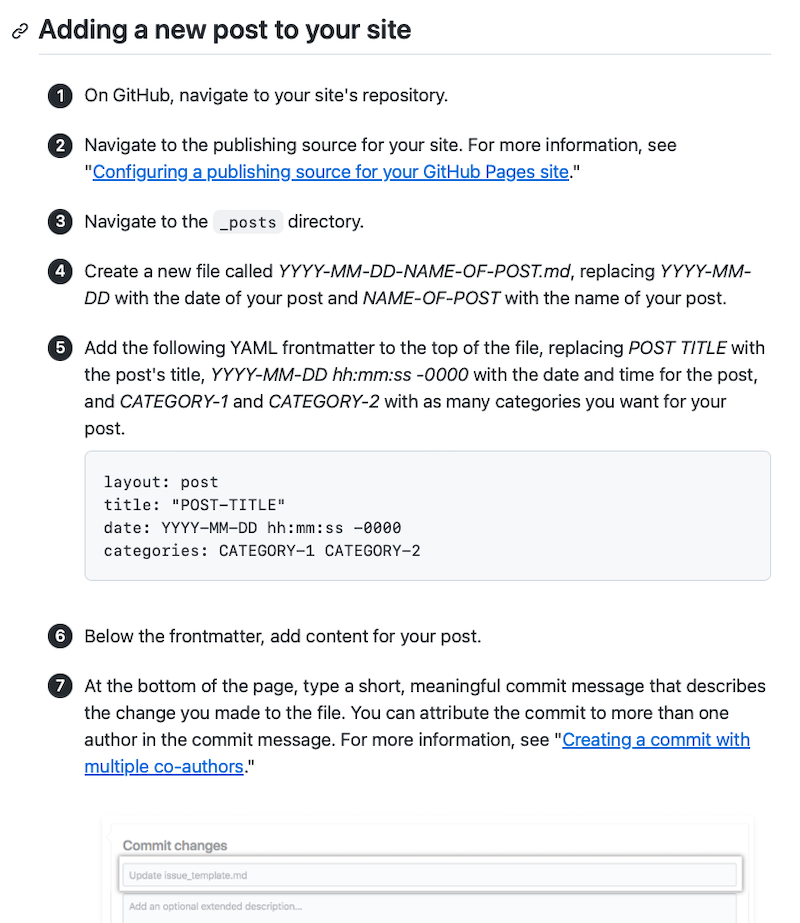 Adding a new post to your site
1 On GitHub, navigate to your site's repository.
2 Navigate to the publishing source for your site. For more information, see
"Configuring a publishing source for your GitHub Pages site."
3 Navigate to the _posts directory.
4 Create a new file called YYYY-MM-DD-NAME-OF-POST.md, replacing YYYY-MM-
DD with the date of your post and NAME-OF-POST with the name of your post.
5 Add the following YAML frontmatter to the top of the file, replacing POST TITLE with
the post's title, YYYY-MM-DD hh:mm:ss -0000 with the date and time for the post,
and CATEGORY-1 and CATEGORY-2 with as many categories you want for your
post.
layout: post
title: "POST-TITLE"
date: YYYY-MM-DD hh:mm:ss -0000
categories: CATEGORY-1 CATEGORY-2
6 Below the frontmatter, add content for your post.
7 At the bottom of the page, type a short, meaningful commit message that describes
the change you made to the file. You can attribute the commit to more than one
author in the commit message. For more information, see "Creating a commit with
multiple co-authors."
Commit changes
Update issue_template.md
Add an optional extended description...